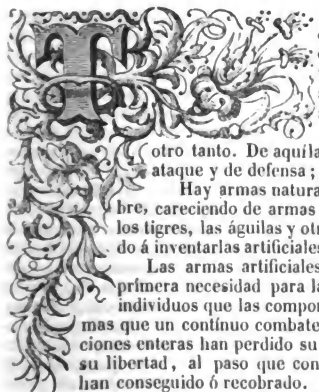 T
otro tanto. De aquíla
ataque y de defensa;
Hay armas natura
bre, careciendo de armas
los tigres, las águilas y otr
do á inventarlas artificiales
Las armas artificiales
primera necesidad para la
individuos que las compon
mas que un contínuo combate
ciones enteras han perdido su
su libertad, al paso que con
han conseguido ó recobrado.